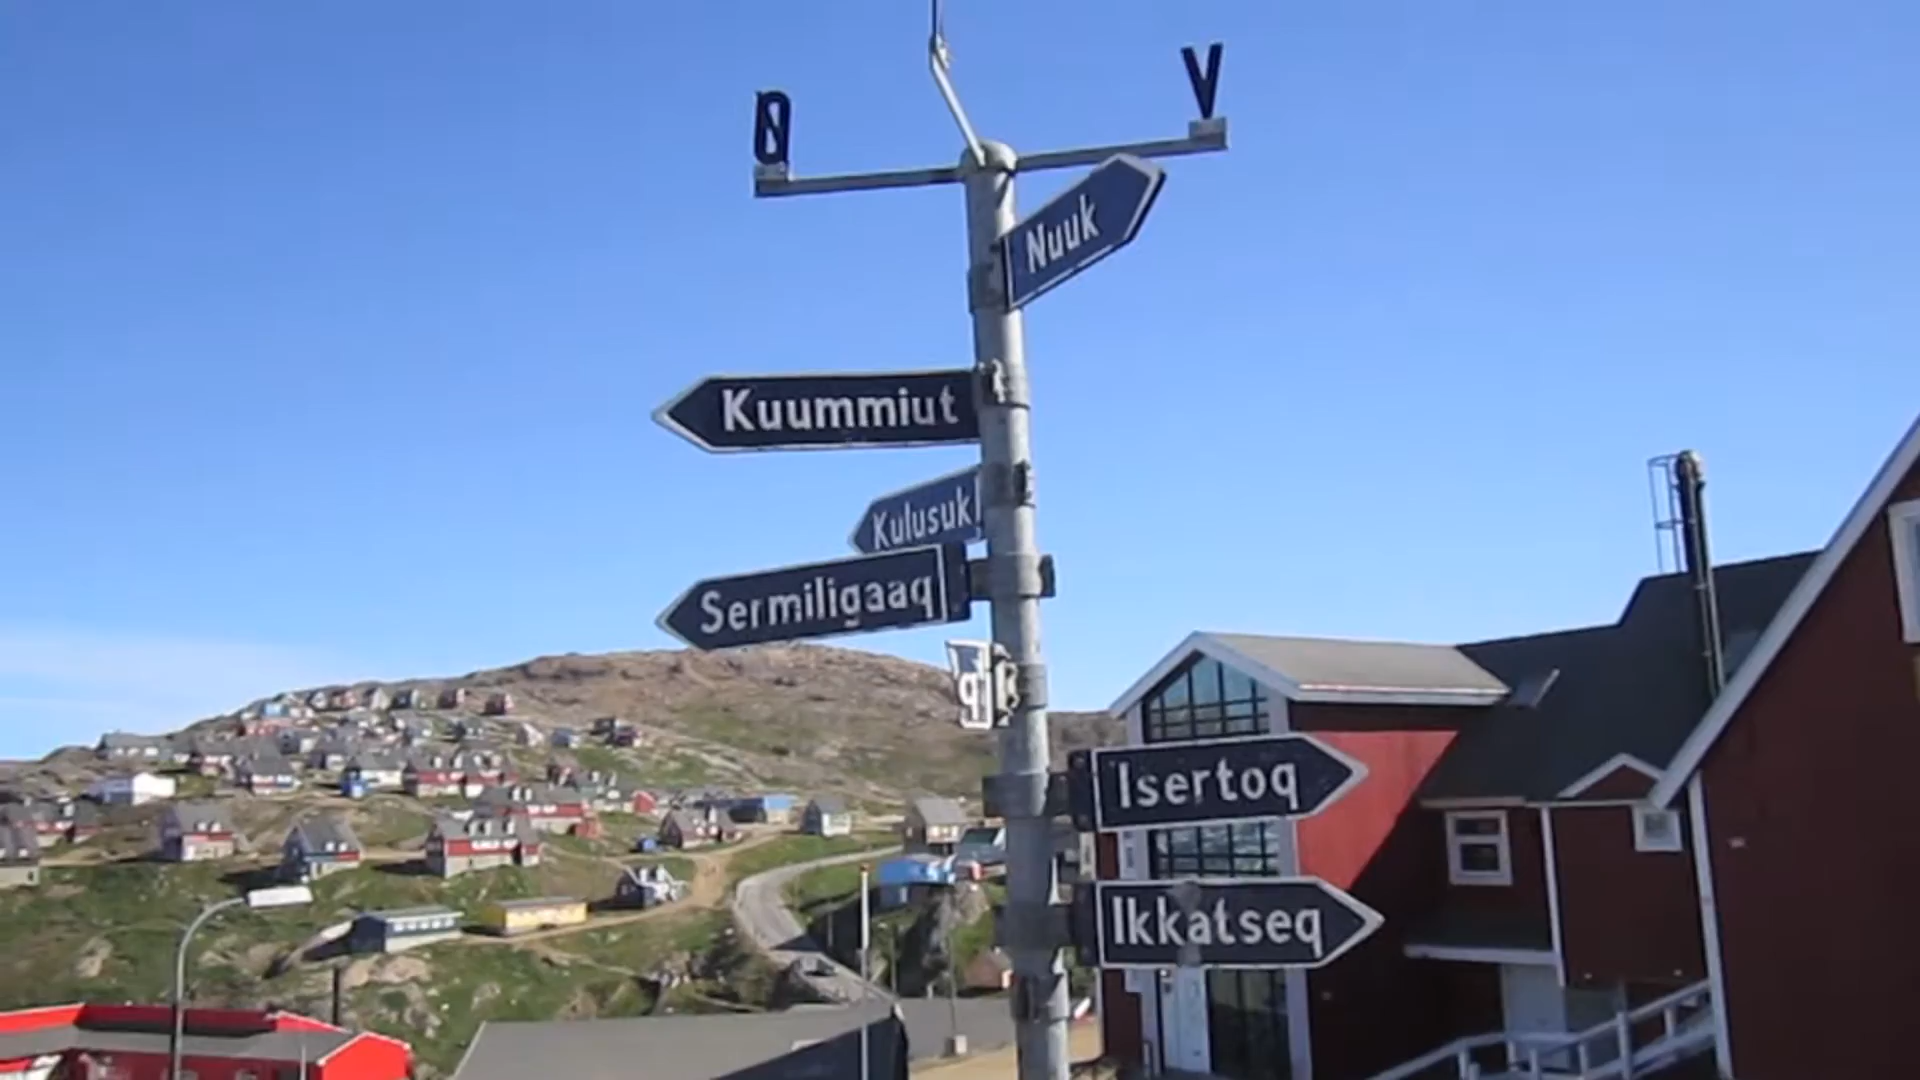 Ø
V
Nuuk
Kuummiut
Kulusuk
Sermiligaaq
Isertoq
Ikkatseq